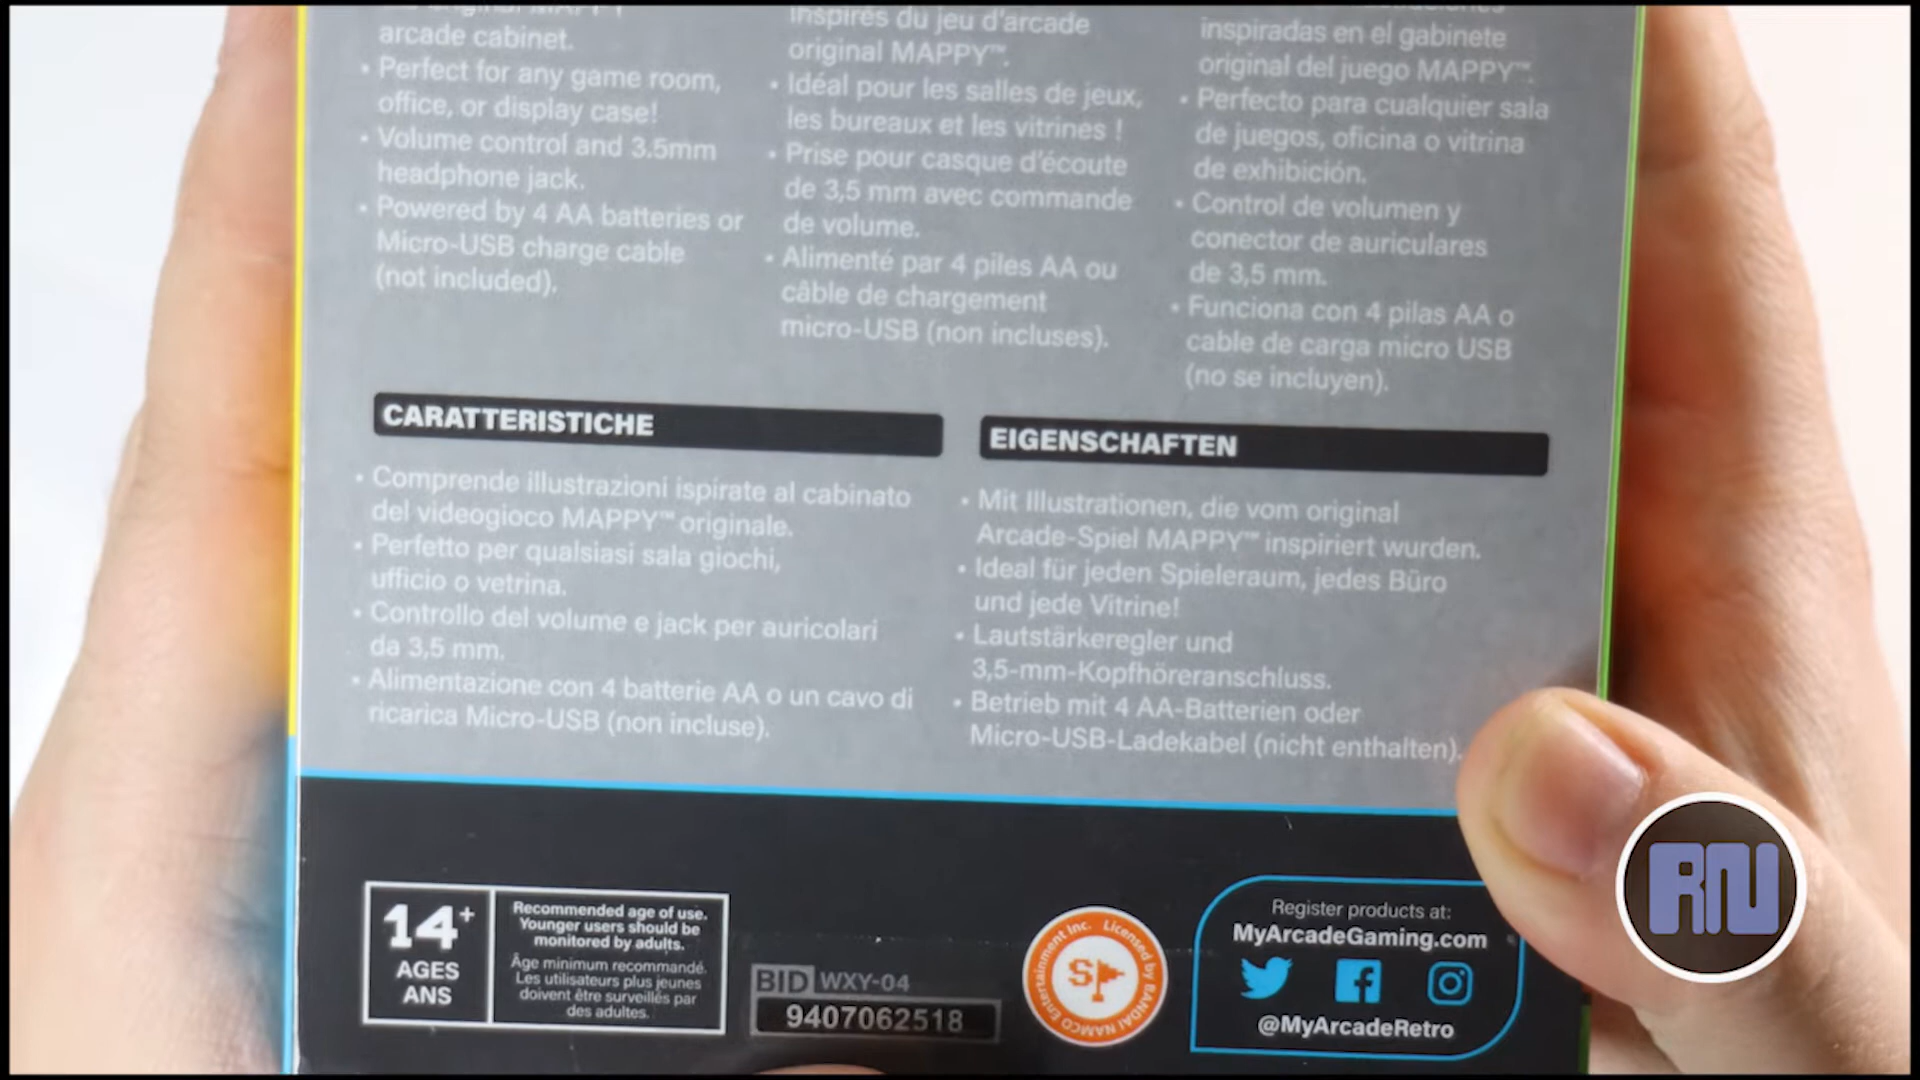 arcade cabinet.
• Perfect for any game room,
office, or display case!
• Volume control and 3.5mm
headphone jack.
• Powered by 4 AA batteries or
Micro-USB charge cable
(not included).
inspirés du jeu d'arcade
original MAPPY™.
• Idéal pour les salles de jeux,
les bureaux et les vitrines !
• Prise pour casque d'écoute
de 3,5 mm avec commande
de volume.
• Alimenté par 4 piles AA ou
câble de chargement
micro-USB (non incluses).
inspiradas en el gabinete
original del juego MAPPY™.
• Perfecto para cualquier sala
de juegos, oficina o vitrina
de exhibición.
• Control de volumen y
conector de auriculares
de 3,5 mm.
• Funciona con 4 pilas AA o
cable de carga micro USB
(no se incluyen).
CARATTERISTICHE
• Comprende illustrazioni ispirate al cabinato
del videogioco MAPPY™ originale.
• Perfetto per qualsiasi sala giochi,
ufficio o vetrina.
• Controllo del volume e jack per auricolari
da 3,5 mm.
• Alimentazione con 4 batterie AA o un cavo di
ricarica Micro-USB (non incluse).
EIGENSCHAFTEN
• Mit Illustrationen, die vom original
Arcade-Spiel MAPPY™ inspiriert wurden.
• Ideal für jeden Spieleraum, jedes Büro
und jede Vitrine!
• Lautstärkeregler und
3,5-mm-Kopfhöreranschluss.
• Betrieb mit 4 AA-Batterien oder
Micro-USB-Ladekabel (nicht enthalten).
14+
AGES
ANS
Recommended age of use.
Younger users should be
monitored by adults.
Âge minimum recommandé.
Les utilisateurs plus jeunes
doivent être surveillés par
des adultes.
BID WXY-04
9407062518
Licensed by BANDAI NAMCO Entertainment Inc.
Register products at:
MyArcadeGaming.com
@MyArcadeRetro
RN